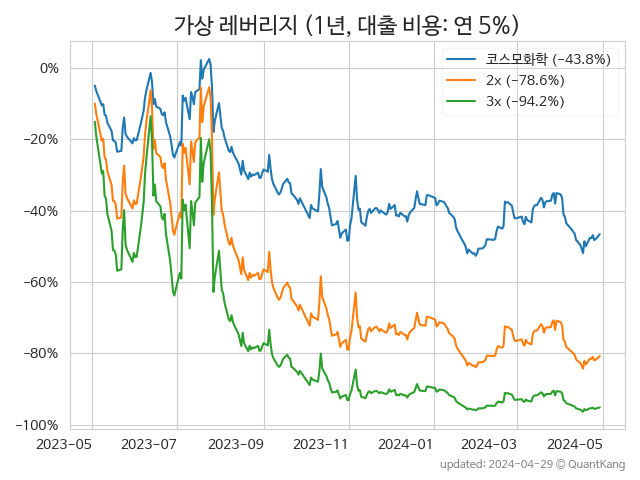 가상 레버리지 (1년, 대출 비용: 연 5%)
코스모화학 (−43.8%)
2x (−78.6%)
3x (−94.2%)
0%
−20%
−40%
−60%
−80%
−100%
2023-05 2023-07 2023-09 2023-11 2024-01 2024-03 2024-05
updated: 2024-04-29 © QuantKang